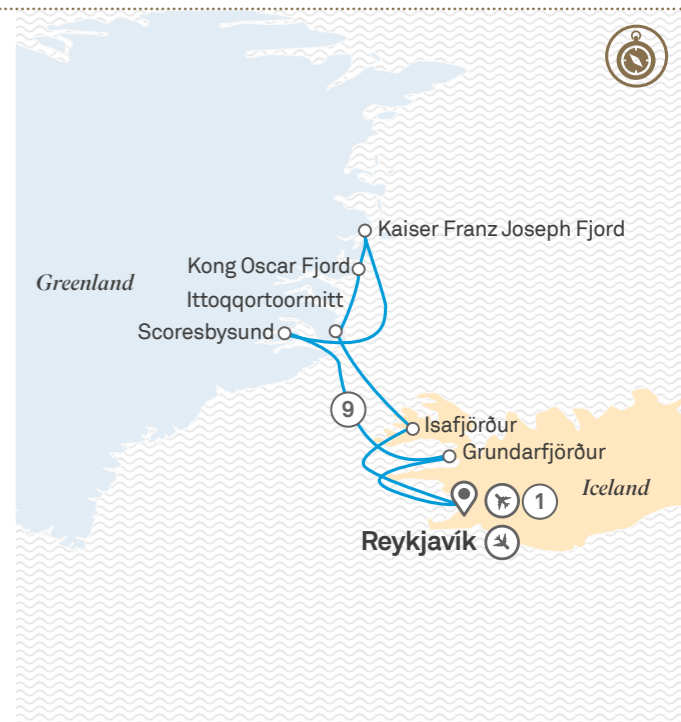 Kaiser Franz Joseph Fjord
Kong Oscar Fjord
Greenland
Ittoqqortoormitt
Scoresbysund
9
Isafjörður
Grundarfjörður
Iceland
1
Reykjavík